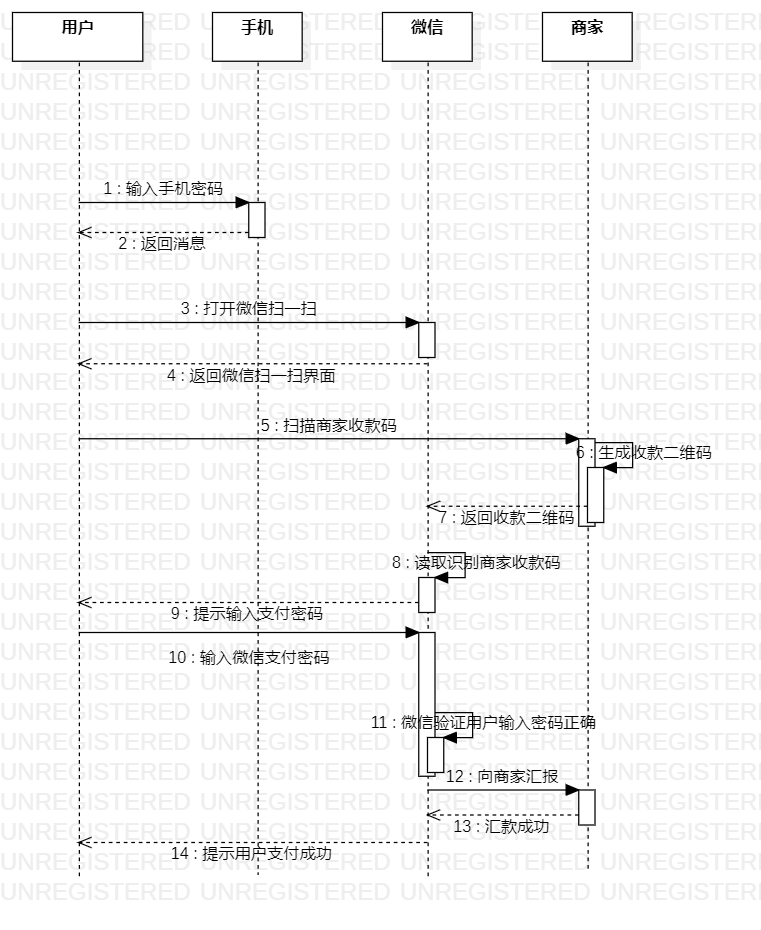 用户
手机
微信
商家
1 : 输入手机密码
2 : 返回消息
3 : 打开微信扫一扫
4 : 返回微信扫一扫界面
5 : 扫描商家收款码
6 : 生成收款二维码
7 : 返回收款二维码
8 : 读取识别商家收款码
9 : 提示输入支付密码
10 : 输入微信支付密码
11 : 微信验证用户输入密码正确
12 : 向商家汇报
13 : 汇款成功
14 : 提示用户支付成功
UNREGISTERED